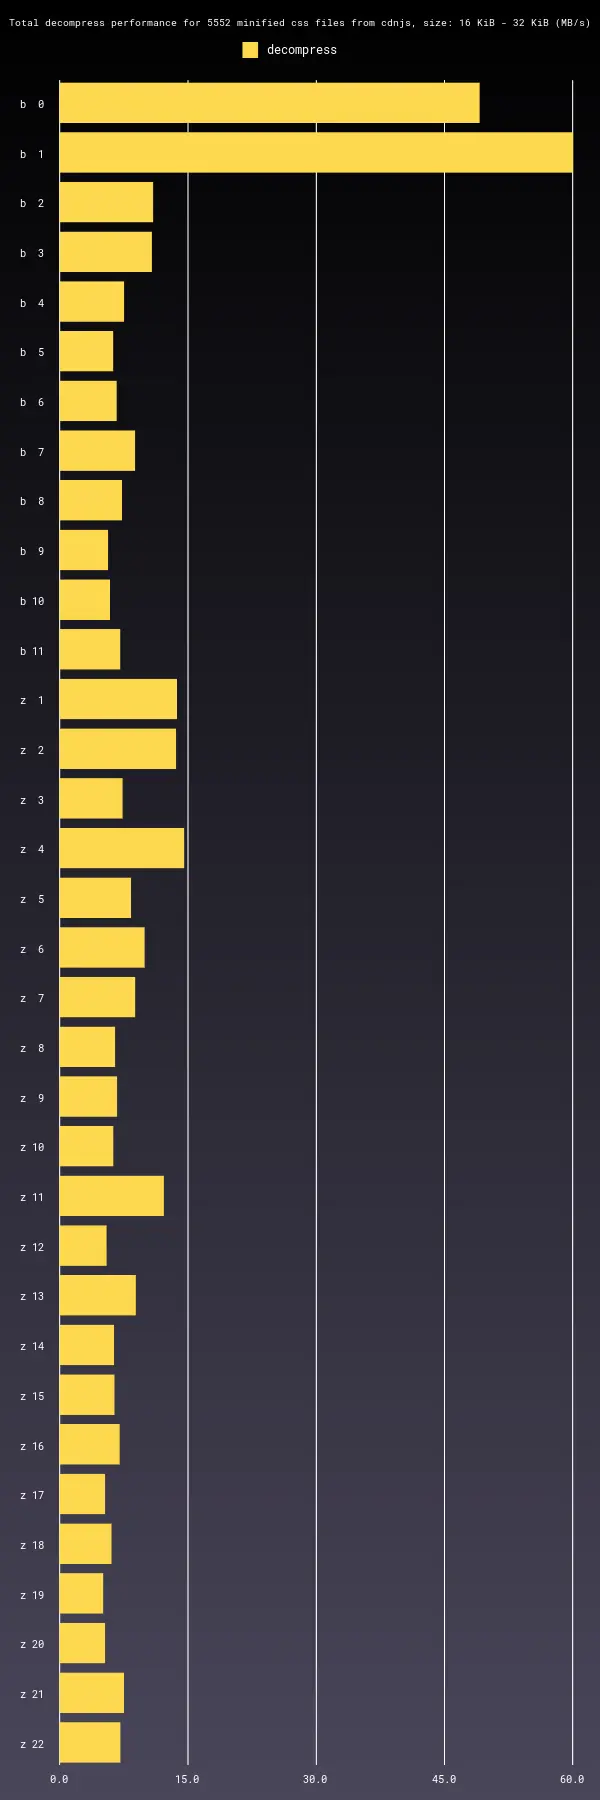 Total decompress performance for 5552 minified css files from cdnjs, size: 16 KiB - 32 KiB (MB/s)
decompress
b 0
b 1
b 2
b 3
b 4
b 5
b 6
b 7
b 8
b 9
b 10
b 11
z 1
z 2
z 3
z 4
z 5
z 6
z 7
z 8
z 9
z 10
z 11
z 12
z 13
z 14
z 15
z 16
z 17
z 18
z 19
z 20
z 21
z 22
0.0 15.0 30.0 45.0 60.0